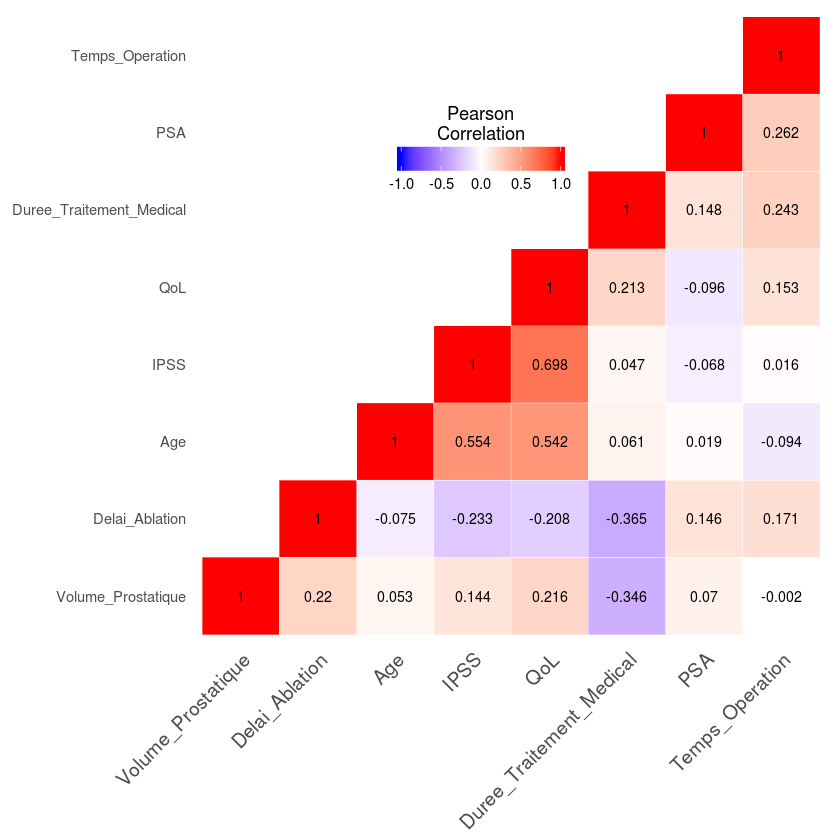 Temps_Operation
1
Pearson
Correlation
PSA
1
0.262
-1.0 -0.5 0.0 0.5 1.0
Duree_Traitement_Medical
1
0.148
0.243
QoL
1
0.213
-0.096
0.153
IPSS
1
0.698
0.047
-0.068
0.016
Age
1
0.554
0.542
0.061
0.019
-0.094
Delai_Ablation
1
-0.075
-0.233
-0.208
-0.365
0.146
0.171
Volume_Prostatique
1
0.22
0.053
0.144
0.216
-0.346
0.07
-0.002
Volume_Prostatique
Delai_Ablation
Age
IPSS
QoL
Duree_Traitement_Medical
PSA
Temps_Operation